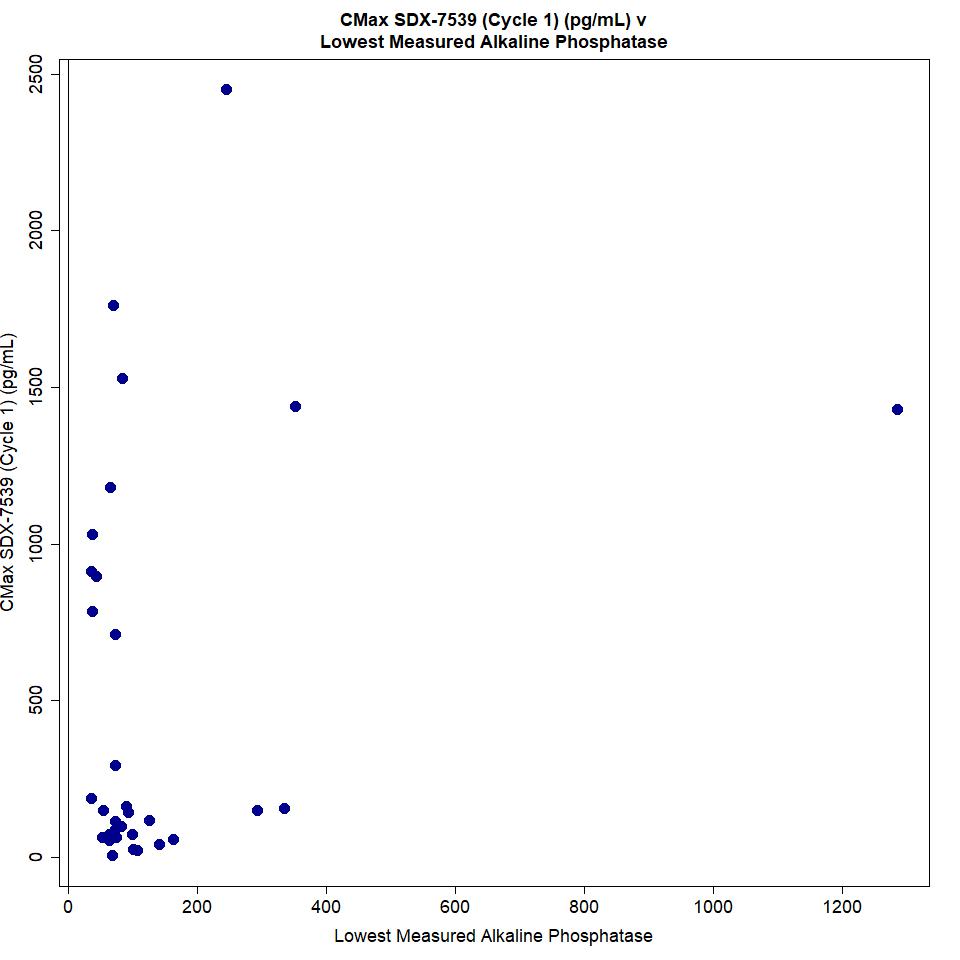 CMax SDX-7539 (Cycle 1) (pg/mL) v
Lowest Measured Alkaline Phosphatase
CMax SDX-7539 (Cycle 1) (pg/mL)
2500
2000
1500
1000
500
0
0 200 400 600 800 1000 1200
Lowest Measured Alkaline Phosphatase